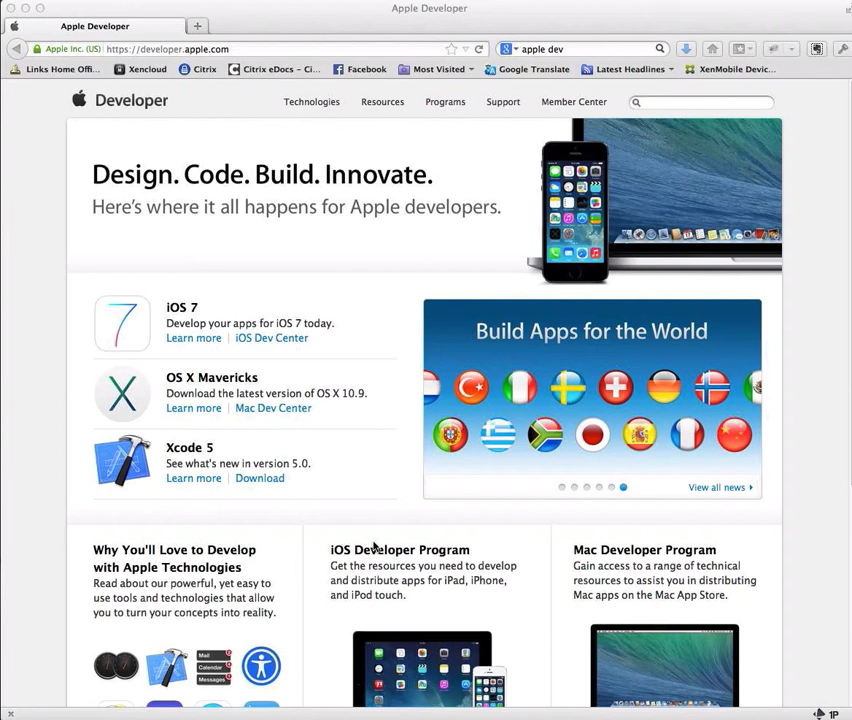 Apple Developer
Apple Developer
Apple Inc. (US) https://developer.apple.com
apple dev
Links Home Offi... Xencloud Citrix Citrix eDocs - Ci... Facebook Most Visited Google Translate Latest Headlines XenMobile Devic...
Developer
Technologies Resources Programs Support Member Center
Design. Code. Build. Innovate.
Here's where it all happens for Apple developers.
iOS 7
Develop your apps for iOS 7 today.
Learn more | iOS Dev Center
OS X Mavericks
Download the latest version of OS X 10.9.
Learn more | Mac Dev Center
Xcode 5
See what's new in version 5.0.
Learn more | Download
Build Apps for the World
View all news
Why You'll Love to Develop
with Apple Technologies
Read about our powerful, yet easy to
use tools and technologies that allow
you to turn your concepts into reality.
Mail
Calendar
Messages
iOS Developer Program
Get the resources you need to develop
and distribute apps for iPad, iPhone,
and iPod touch.
Mac Developer Program
Gain access to a range of technical
resources to assist you in distributing
Mac apps on the Mac App Store.
1P